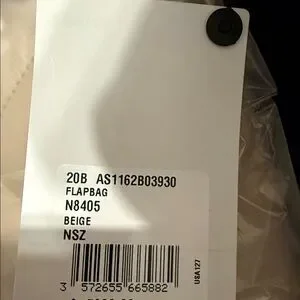 20B AS1162B03930
FLAPBAG
N8405
BEIGE
NSZ
USA127
3 572655 665882